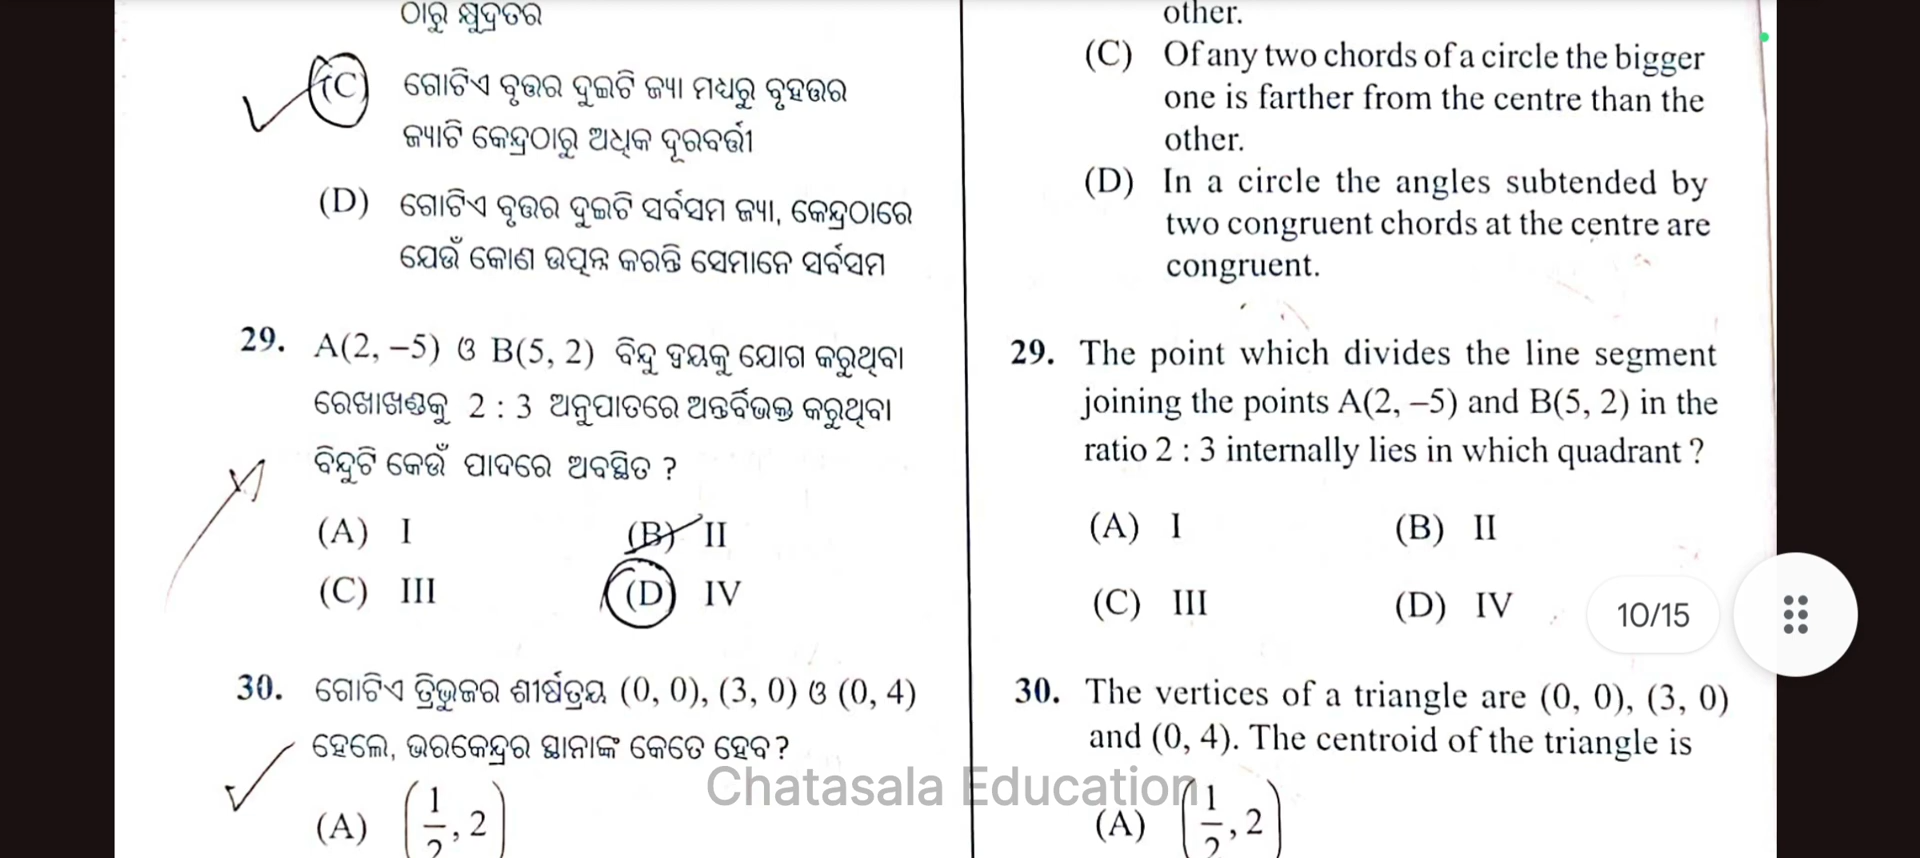 ଠାରୁ କ୍ଷୁଦ୍ରତର
(C) ଗୋଟିଏ ବୃତ୍ତର ଦୁଇଟି ଜ୍ୟା ମଧ୍ୟରୁ ବୃହତ୍ତର
ଜ୍ୟାଟି କେନ୍ଦ୍ରଠାରୁ ଅଧିକ ଦୂରବର୍ତ୍ତୀ
(D) ଗୋଟିଏ ବୃତ୍ତର ଦୁଇଟି ସର୍ବସମ ଜ୍ୟା, କେନ୍ଦ୍ରଠାରେ
ଯେଉଁ କୋଣ ଉତ୍ପନ୍ନ କରନ୍ତି ସେମାନେ ସର୍ବସମ
29. A(2, –5) ଓ B(5, 2) ବିନ୍ଦୁ ଦ୍ୱୟକୁ ଯୋଗ କରୁଥିବା
ରେଖାଖଣ୍ଡକୁ 2 : 3 ଅନୁପାତରେ ଅନ୍ତର୍ବିଭକ୍ତ କରୁଥିବା
ବିନ୍ଦୁଟି କେଉଁ ପାଦରେ ଅବସ୍ଥିତ ?
(A) I (B) II
(C) III (D) IV
30. ଗୋଟିଏ ତ୍ରିଭୁଜର ଶୀର୍ଷତ୍ରୟ (0, 0), (3, 0) ଓ (0, 4)
ହେଲେ, ଭରକେନ୍ଦ୍ରର ସ୍ଥାନାଙ୍କ କେତେ ହେବ ?
(A) (1/2, 2)
other.
(C) Of any two chords of a circle the bigger
one is farther from the centre than the
other.
(D) In a circle the angles subtended by
two congruent chords at the centre are
congruent.
29. The point which divides the line segment
joining the points A(2, –5) and B(5, 2) in the
ratio 2 : 3 internally lies in which quadrant ?
(A) I (B) II
(C) III (D) IV
10/15
30. The vertices of a triangle are (0, 0), (3, 0)
and (0, 4). The centroid of the triangle is
(A) (1/2, 2)
Chatasala Education